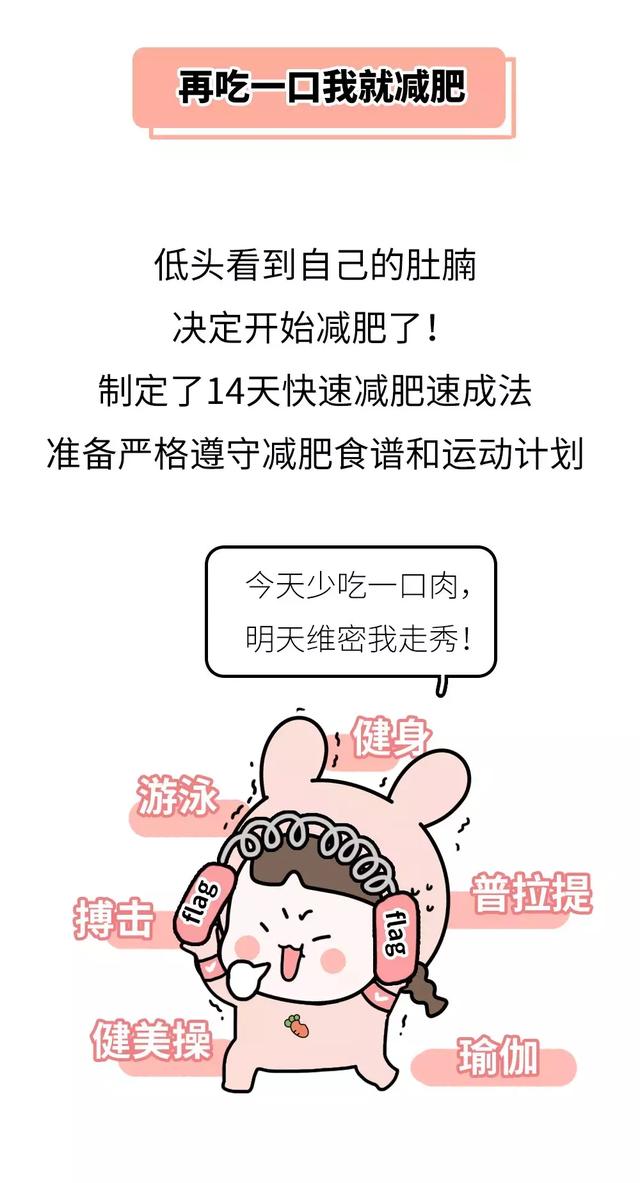 再吃一口我就减肥
低头看到自己的肚腩
决定开始减肥了！
制定了14天快速减肥速成法
准备严格遵守减肥食谱和运动计划
今天少吃一口肉，
明天维密我走秀！
健身
游泳
普拉提
搏击
flag
flag
健美操
瑜伽